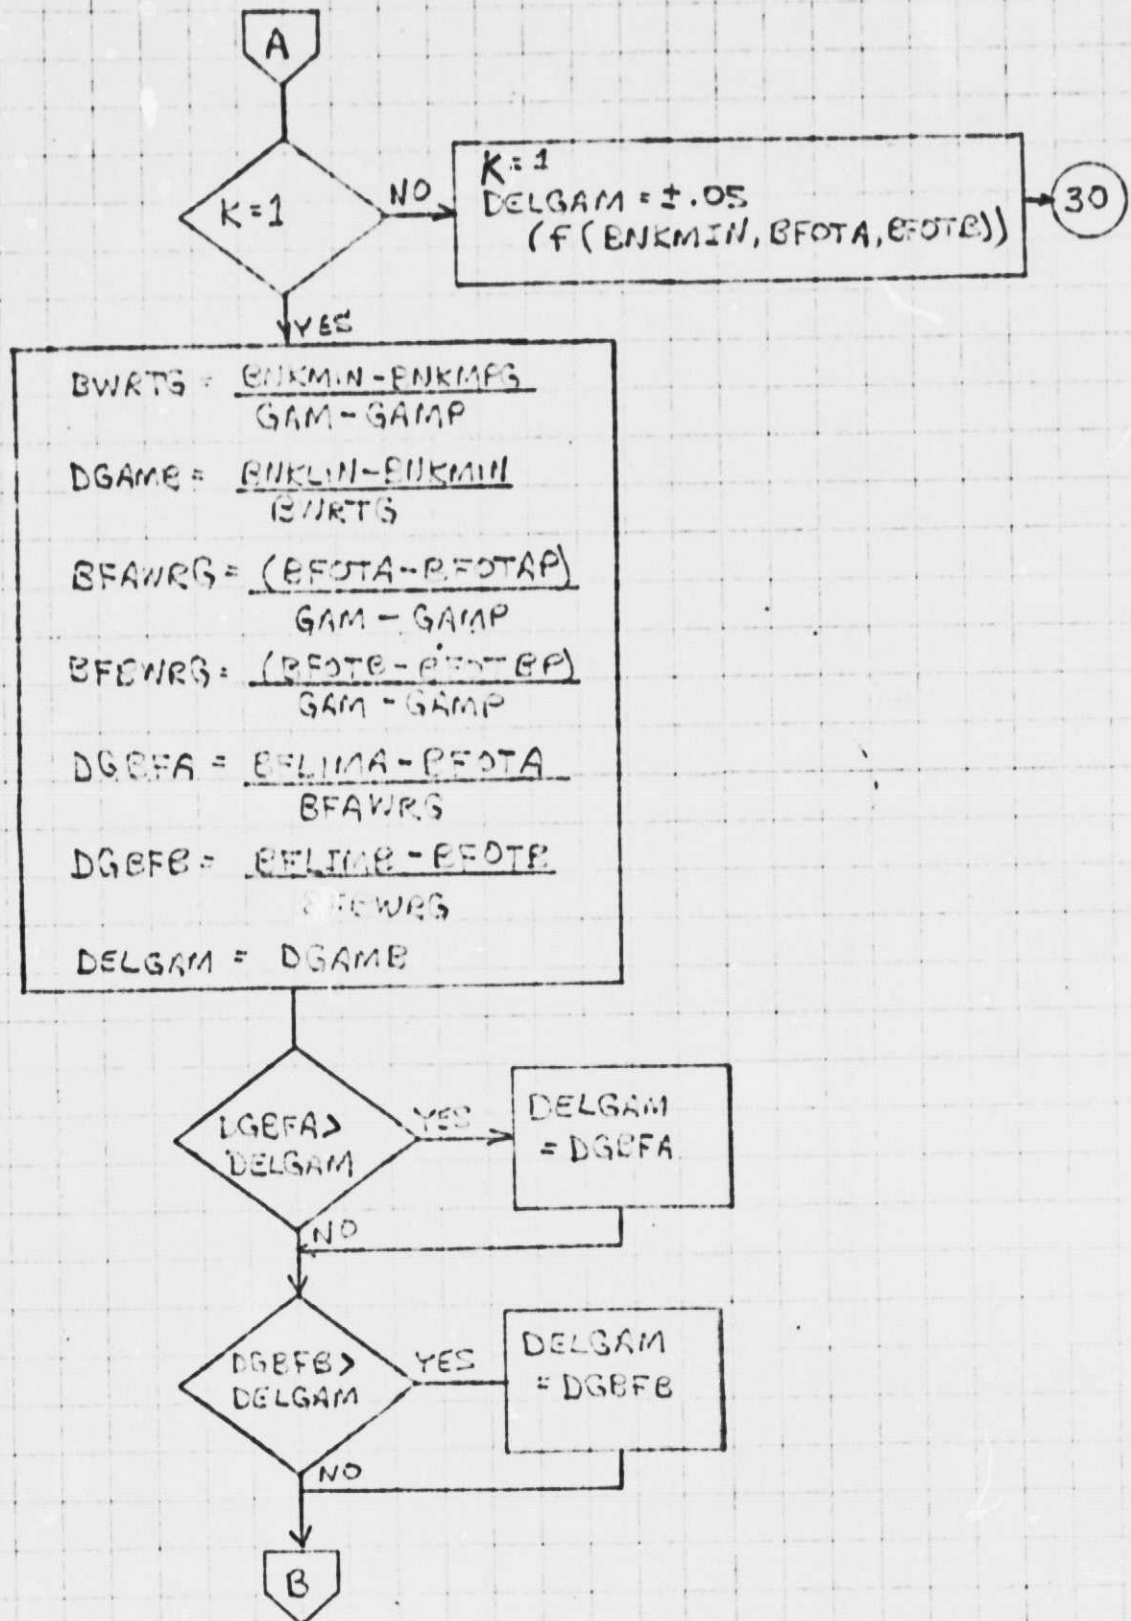 A
K=1
NO
K=1
DELGAM = ±.05
(f(BNKMIN, BFOTA, BFOTB))
30
YES
BWRTG = BNKMIN-BNKMPG
GAM-GAMP
DGAMB = BNKLIN-BNKMIN
BWRTG
BFAWRG = (BFOTA-BFOTAP)
GAM-GAMP
BFBWRG = (BFOTB-BFOTBP)
GAM-GAMP
DGBFA = BFLIMA-BFOTA
BFAWRG
DGBFB = BFLIMB-BFOTB
BFBWRG
DELGAM = DGAMB
DGBFA>
DELGAM
YES
DELGAM
= DGBFA
NO
DGBFB>
DELGAM
YES
DELGAM
= DGBFB
NO
B